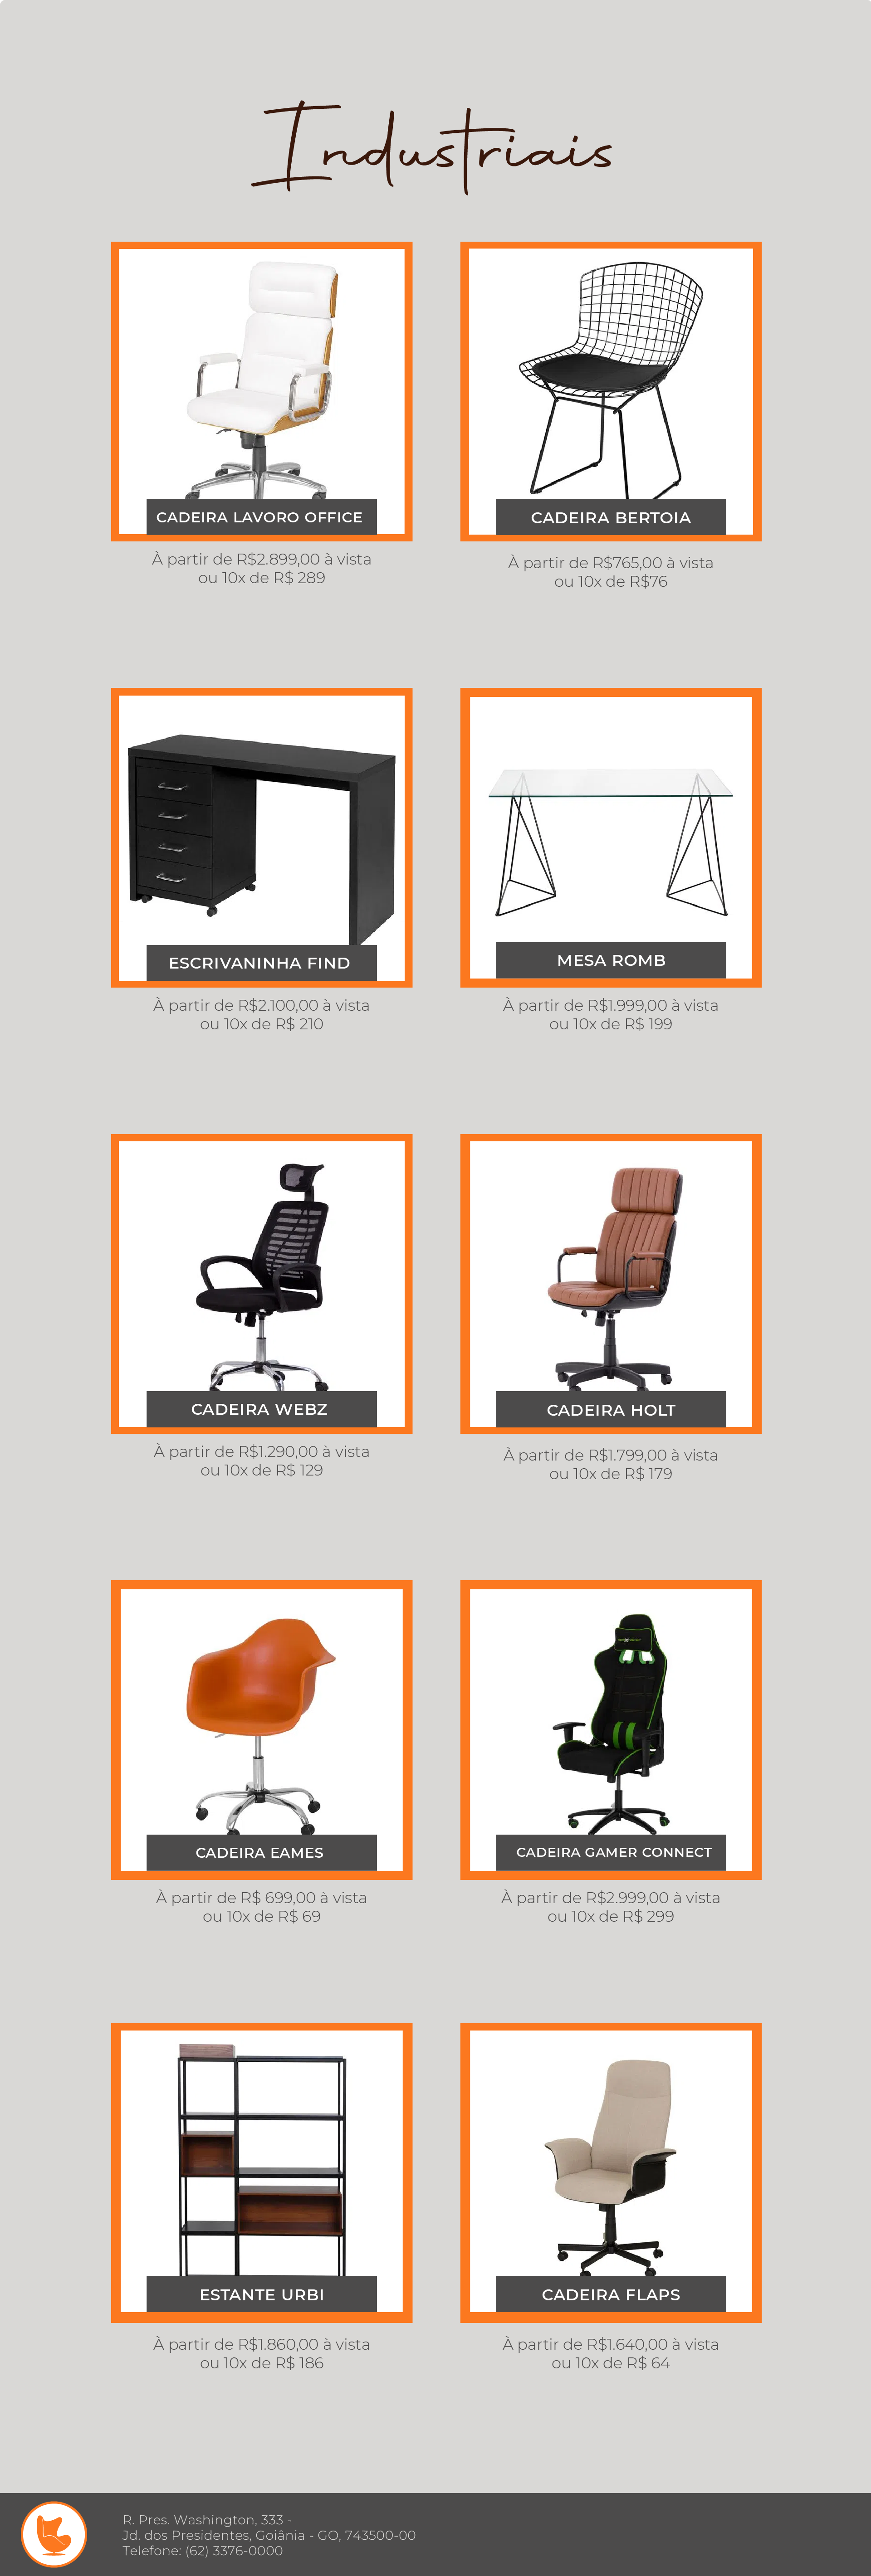 Industriais
CADEIRA LAVORO OFFICE
À partir de R$2.899,00 à vista
ou 10x de R$ 289
CADEIRA BERTOIA
À partir de R$765,00 à vista
ou 10x de R$76
ESCRIVANINHA FIND
À partir de R$2.100,00 à vista
ou 10x de R$ 210
MESA ROMB
À partir de R$1.999,00 à vista
ou 10x de R$ 199
CADEIRA WEBZ
À partir de R$1.290,00 à vista
ou 10x de R$ 129
CADEIRA HOLT
À partir de R$1.799,00 à vista
ou 10x de R$ 179
CADEIRA EAMES
À partir de R$ 699,00 à vista
ou 10x de R$ 69
CADEIRA GAMER CONNECT
À partir de R$2.999,00 à vista
ou 10x de R$ 299
ESTANTE URBI
À partir de R$1.860,00 à vista
ou 10x de R$ 186
CADEIRA FLAPS
À partir de R$1.640,00 à vista
ou 10x de R$ 64
R. Pres. Washington, 333 -
Jd. dos Presidentes, Goiânia - GO, 743500-00
Telefone: (62) 3376-0000